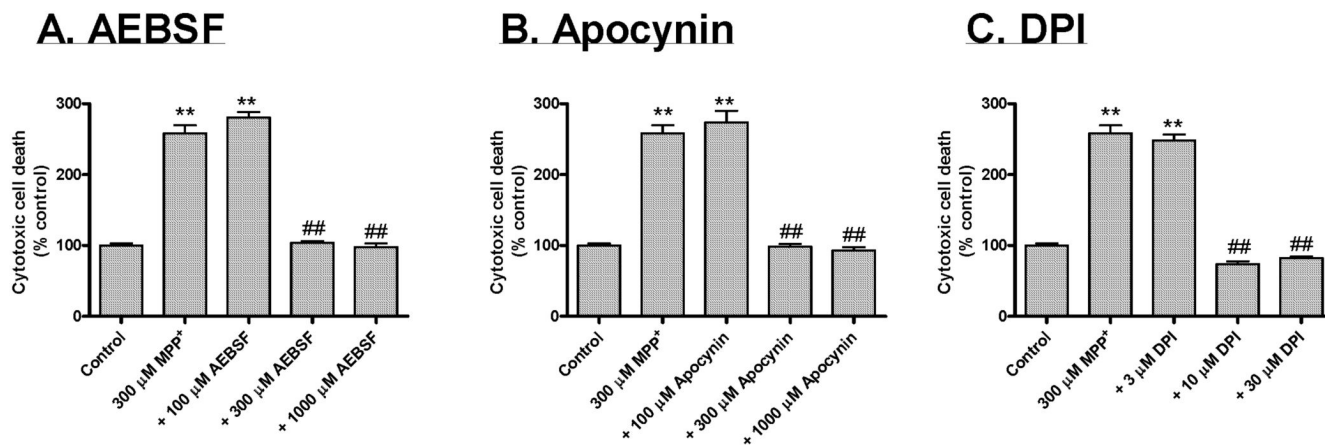 A. AEBSF
Cytotoxic cell death
(% control)
300
200
100
0
**
**
##
##
Control
300 μM MPP⁺
+ 100 μM AEBSF
+ 300 μM AEBSF
+ 1000 μM AEBSF
B. Apocynin
Cytotoxic cell death
(% control)
300
200
100
0
**
**
##
##
Control
300 μM MPP⁺
+ 100 μM Apocynin
+ 300 μM Apocynin
+ 1000 μM Apocynin
C. DPI
Cytotoxic cell death
(% control)
300
200
100
0
**
**
##
##
Control
300 μM MPP⁺
+ 3 μM DPI
+ 10 μM DPI
+ 30 μM DPI